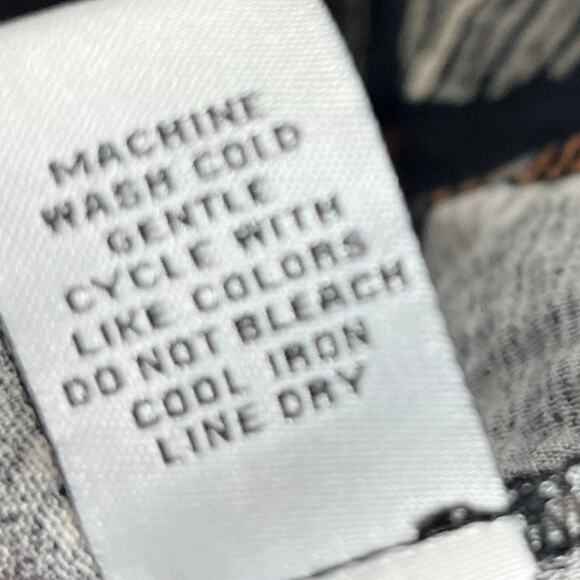 MACHINE
WASH COLD
GENTLE
CYCLE WITH
LIKE COLORS
DO NOT BLEACH
COOL IRON
LINE DRY